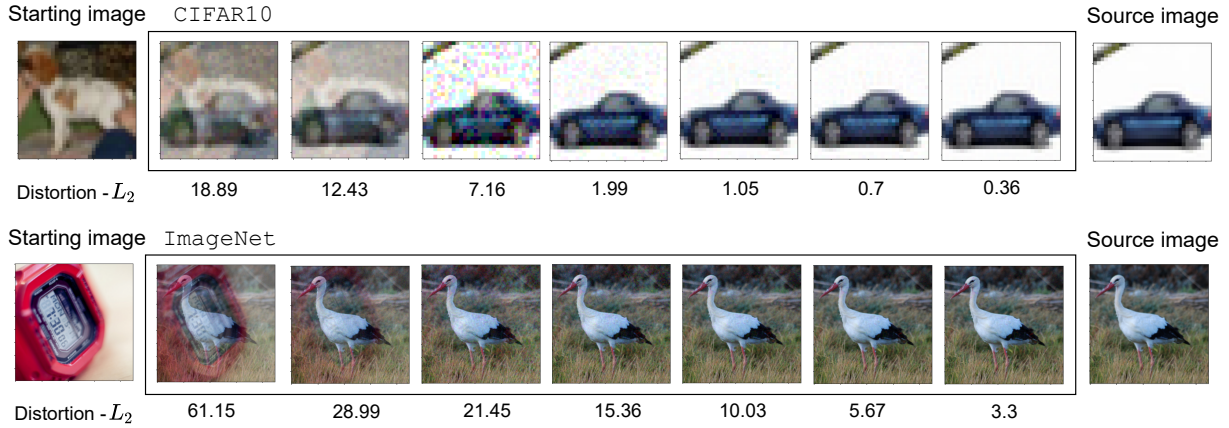 Starting image CIFAR10 Source image
Distortion - L₂ 18.89 12.43 7.16 1.99 1.05 0.7 0.36
Starting image ImageNet Source image
Distortion - L₂ 61.15 28.99 21.45 15.36 10.03 5.67 3.3